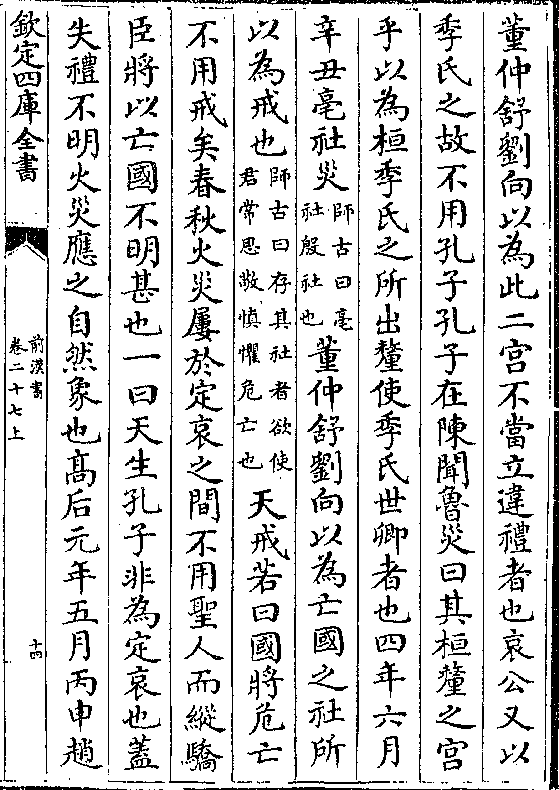 董仲舒劉向以為此二宫不當立違禮者也哀公又以
季氏之故不用孔子孔子在陳聞魯災曰其桓釐之宫
乎以為桓季氏之所出釐使季氏世卿者也四年六月
辛丑亳社災師古曰亳社殷社也董仲舒劉向以為亡國之社所
以為戒也師古曰存其社者欲使君常思敬慎懼危亡也天戒若曰國將危亡
不用戒矣春秋火災屢於定哀之間不用聖人而縱驕
臣將以亡國不明甚也一曰天生孔子非為定哀也蓋
失禮不明火災應之自然象也髙后元年五月丙申趙
欽定四庫全書
前漢書
卷二十七上
十四